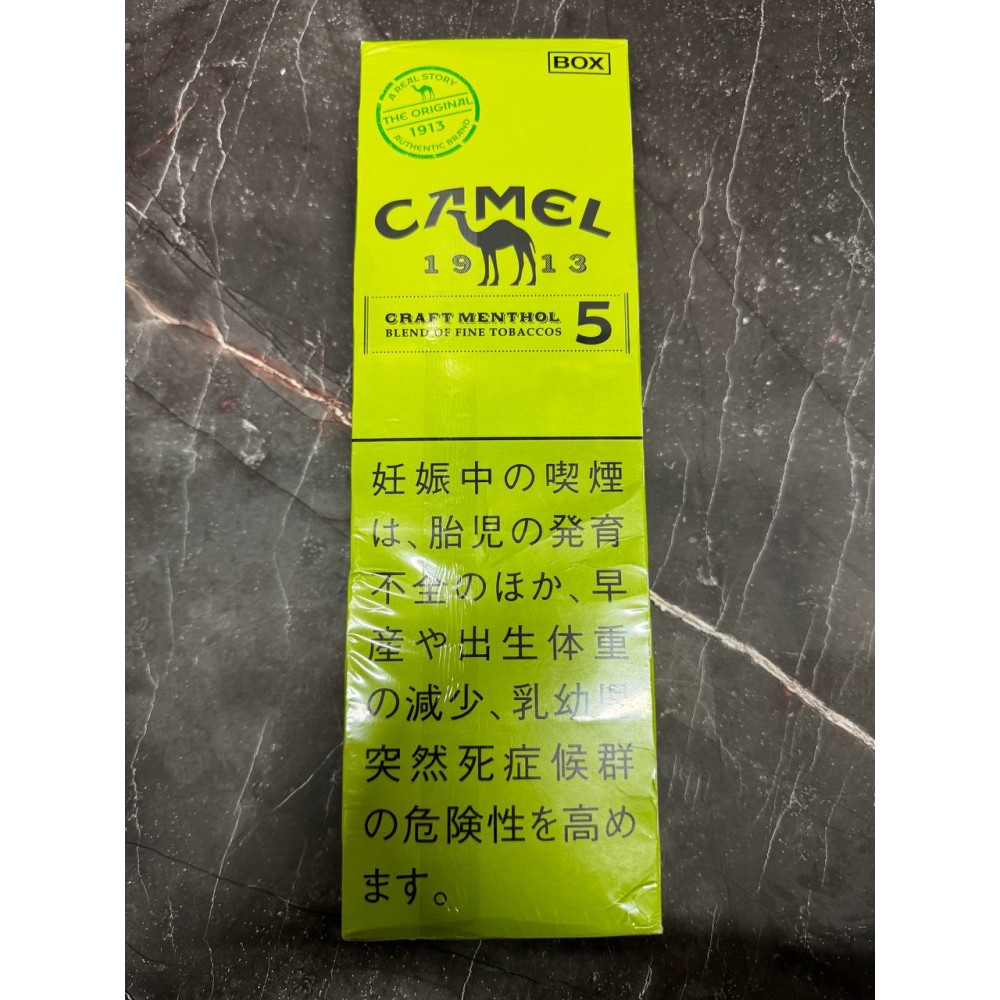 BOX
A REAL STORY
THE ORIGINAL
1913
AUTHENTIC BRAND
CAMEL
1913
CRAFT MENTHOL
BLEND OF FINE TOBACCOS
5
妊娠中の喫煙
は、胎児の発育
不全のほか、早
産や出生体重
の減少、乳幼児
突然死症候群
の危険性を高め
ます。